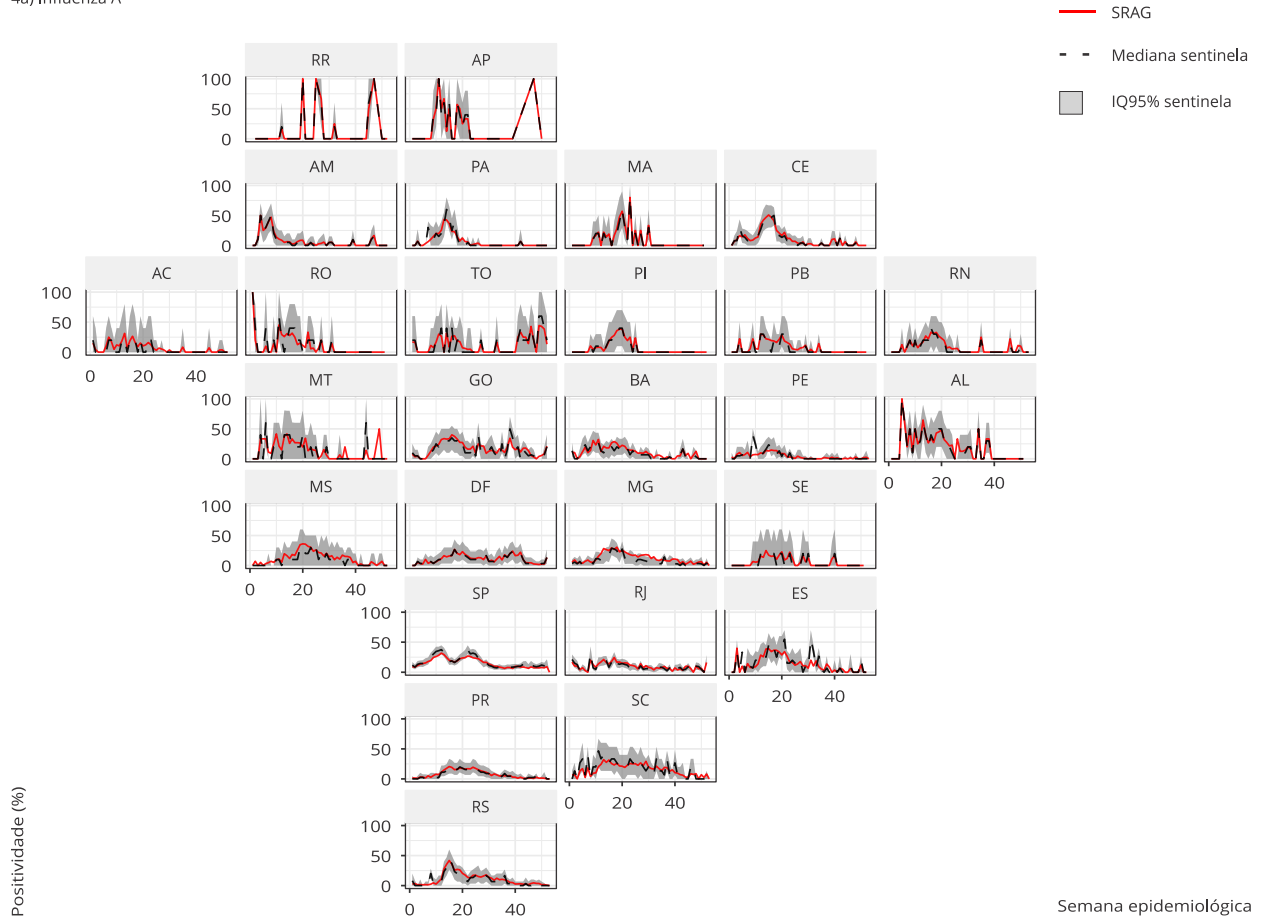 4a) Influenza A
SRAG
Mediana sentinela
IQ95% sentinela
RR AP
100
50
0
AM PA MA CE
100
50
0
AC RO TO PI PB RN
100
50
0
0 20 40
MT GO BA PE AL
100
50
0
0 20 40
MS DF MG SE
100
50
0
0 20 40
SP RJ ES
100
50
0
0 20 40
PR SC
100
50
0
0 20 40
RS
100
50
0
0 20 40
Positividade (%)
Semana epidemiológica